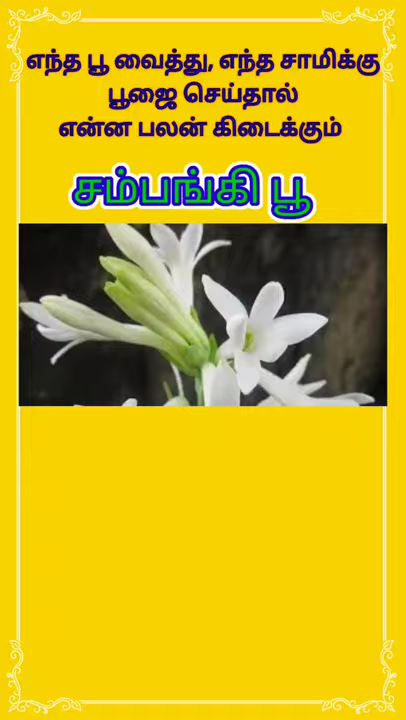 எந்த பூ வைத்து, எந்த சாமிக்கு
பூஜை செய்தால்
என்ன பலன் கிடைக்கும்
சம்பங்கி பூ